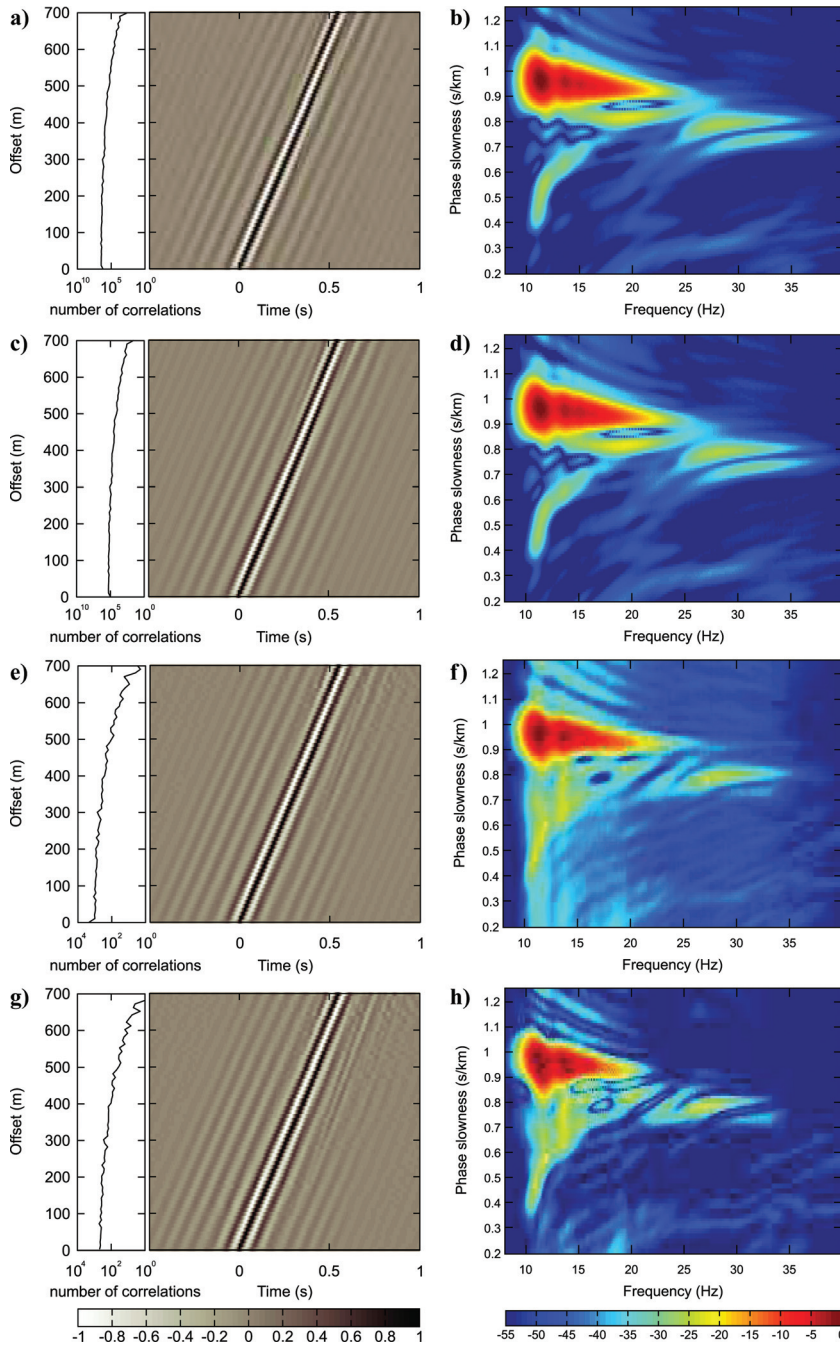 a)
700
600
500
400
300
200
100
0
Offset (m)
10^10 10^5 10^0
number of correlations
0 0.5 1
Time (s)
b)
1.2
1.1
1
0.9
0.8
0.7
0.6
0.5
0.4
0.3
0.2
Phase slowness (s/km)
10 15 20 25 30 35
Frequency (Hz)
c)
700
600
500
400
300
200
100
0
Offset (m)
10^10 10^5 10^0
number of correlations
0 0.5 1
Time (s)
d)
1.2
1.1
1
0.9
0.8
0.7
0.6
0.5
0.4
0.3
0.2
Phase slowness (s/km)
10 15 20 25 30 35
Frequency (Hz)
e)
700
600
500
400
300
200
100
0
Offset (m)
10^4 10^2 10^0
number of correlations
0 0.5 1
Time (s)
f)
1.2
1.1
1
0.9
0.8
0.7
0.6
0.5
0.4
0.3
0.2
Phase slowness (s/km)
10 15 20 25 30 35
Frequency (Hz)
g)
700
600
500
400
300
200
100
0
Offset (m)
10^4 10^2 10^0
number of correlations
0 0.5 1
Time (s)
h)
1.2
1.1
1
0.9
0.8
0.7
0.6
0.5
0.4
0.3
0.2
Phase slowness (s/km)
10 15 20 25 30 35
Frequency (Hz)
-1 -0.8 -0.6 -0.4 -0.2 0 0.2 0.4 0.6 0.8 1
-55 -50 -45 -40 -35 -30 -25 -20 -15 -10 -5 0